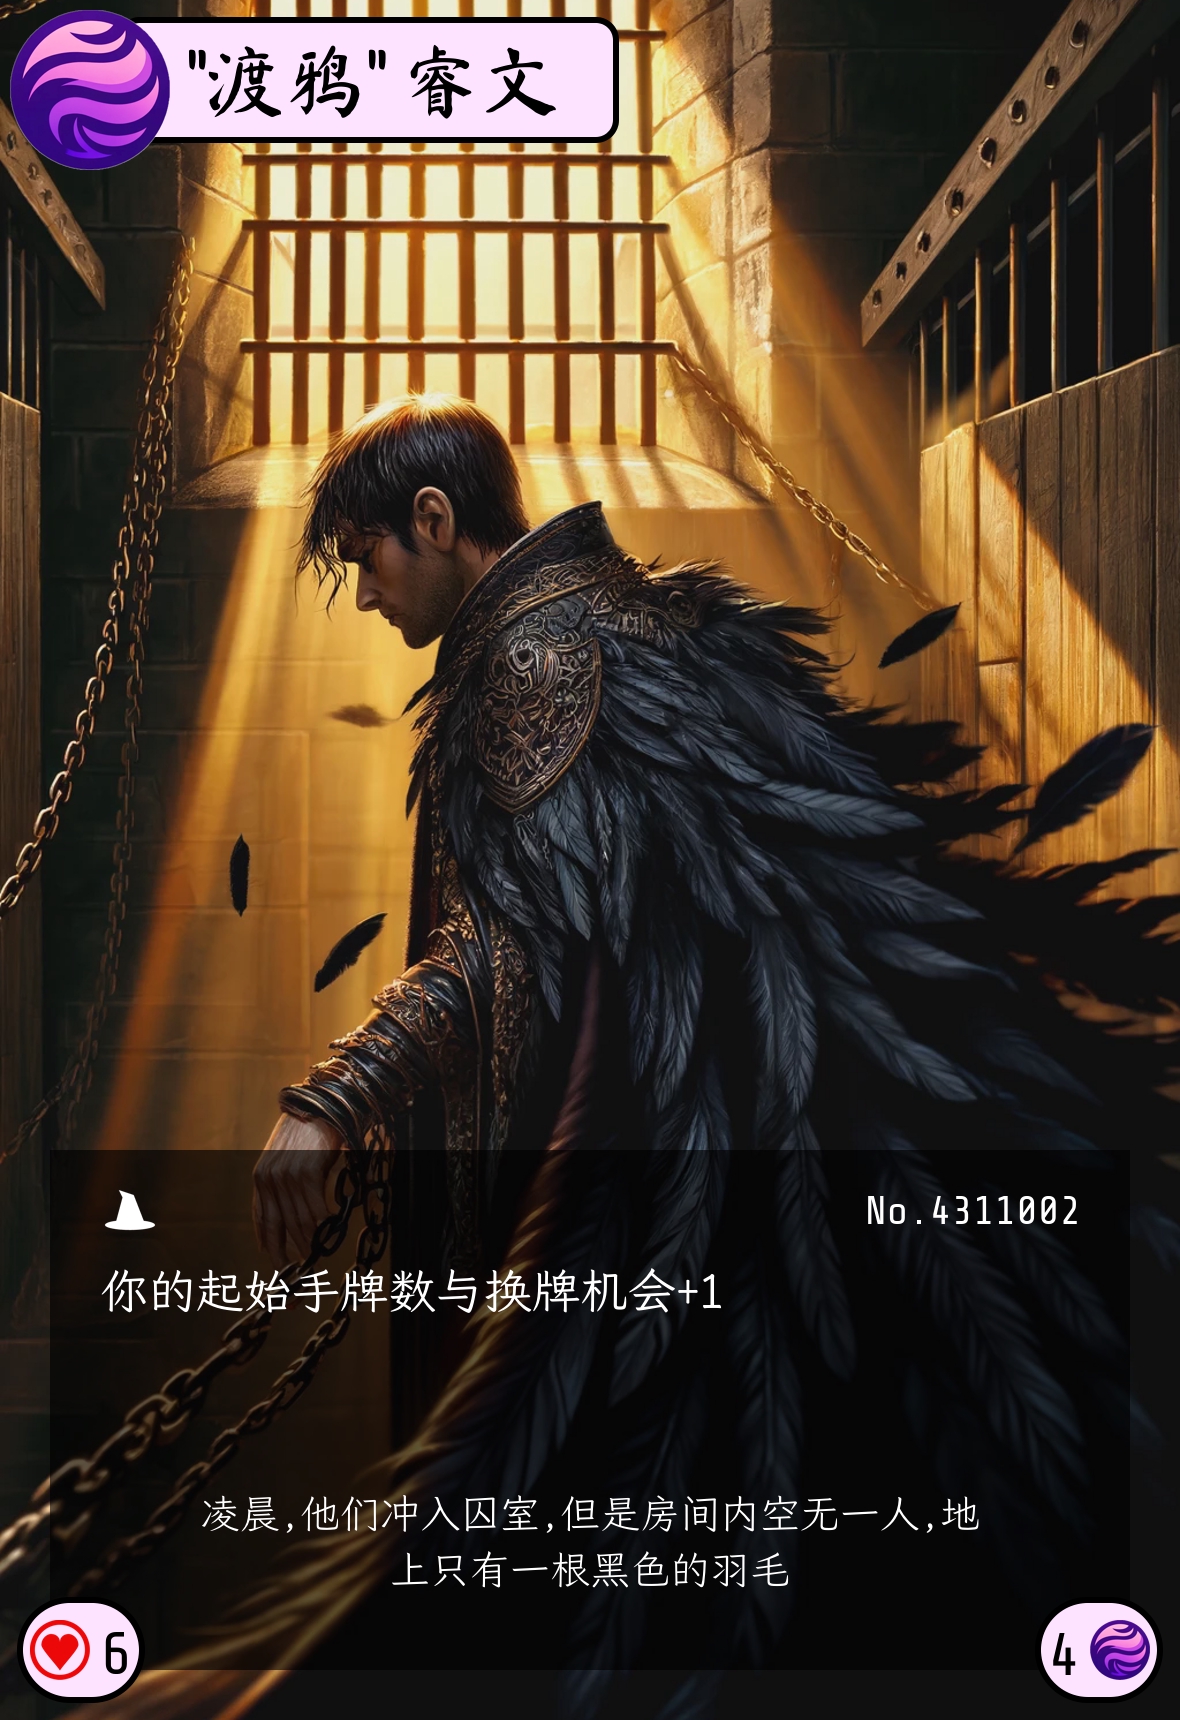 "渡鸦"睿文
No.4311002
你的起始手牌数与换牌机会+1
凌晨,他们冲入囚室,但是房间内空无一人,地
上只有一根黑色的羽毛
6
4